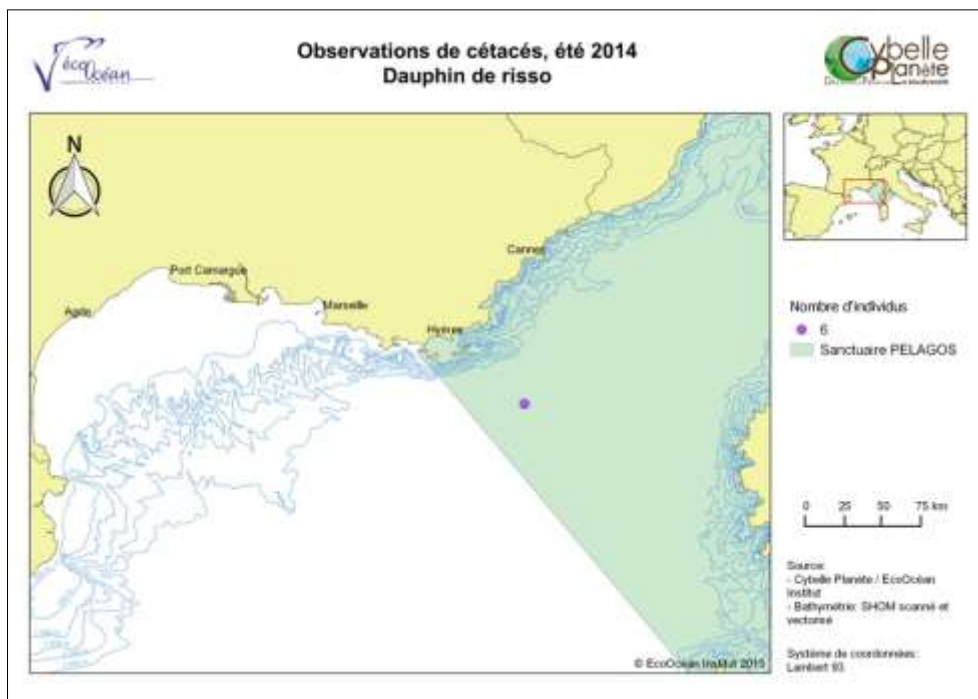 écoOcéan
Observations de cétacés, été 2014
Dauphin de risso
Cybelle
Planète
N
Cannes
Port Camargue
Marseille
Agde
Hyères
Nombre d'individus
6
Sanctuaire PELAGOS
0 25 50 75 km
Source:
- Cybelle Planète / EcoOcéan
Institut
- Bathymétrie: SHOM scanné et
vectorisé
Système de coordonnées:
Lambert 93
© EcoOcéan Institut 2015